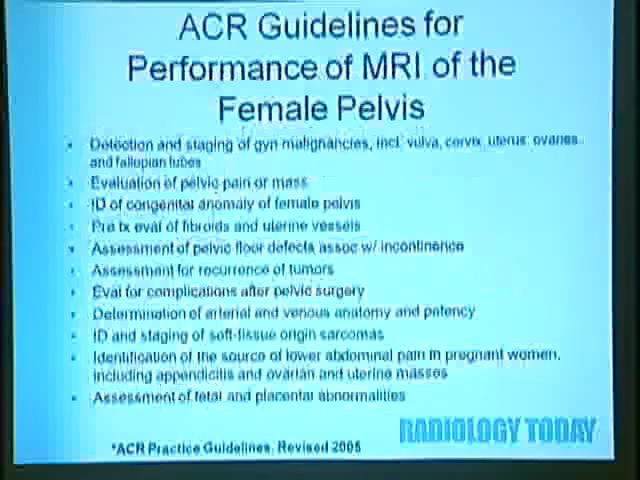 ACR Guidelines for
Performance of MRI of the
Female Pelvis
• Detection and staging of gyn malignancies, incl. vulva, cervix, uterus, ovaries
and fallopian tubes
• Evaluation of pelvic pain or mass
• ID of congenital anomaly of female pelvis
• Pre tx eval of fibroids and uterine vessels
• Assessment of pelvic floor defects assoc w/ incontinence
• Assessment for recurrence of tumors
• Eval for complications after pelvic surgery
• Determination of arterial and venous anatomy and patency
• ID and staging of soft-tissue origin sarcomas
• Identification of the source of lower abdominal pain in pregnant women,
including appendicitis and ovarian and uterine masses
• Assessment of fetal and placental abnormalities
RADIOLOGY TODAY
*ACR Practice Guidelines, Revised 2005